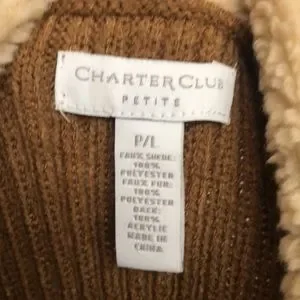 CHARTER CLUB
PETITE
P/L
FAUX SUEDE:
100%
POLYESTER
FAUX FUR:
100%
POLYESTER
BACK:
100%
ACRYLIC
MADE IN
CHINA